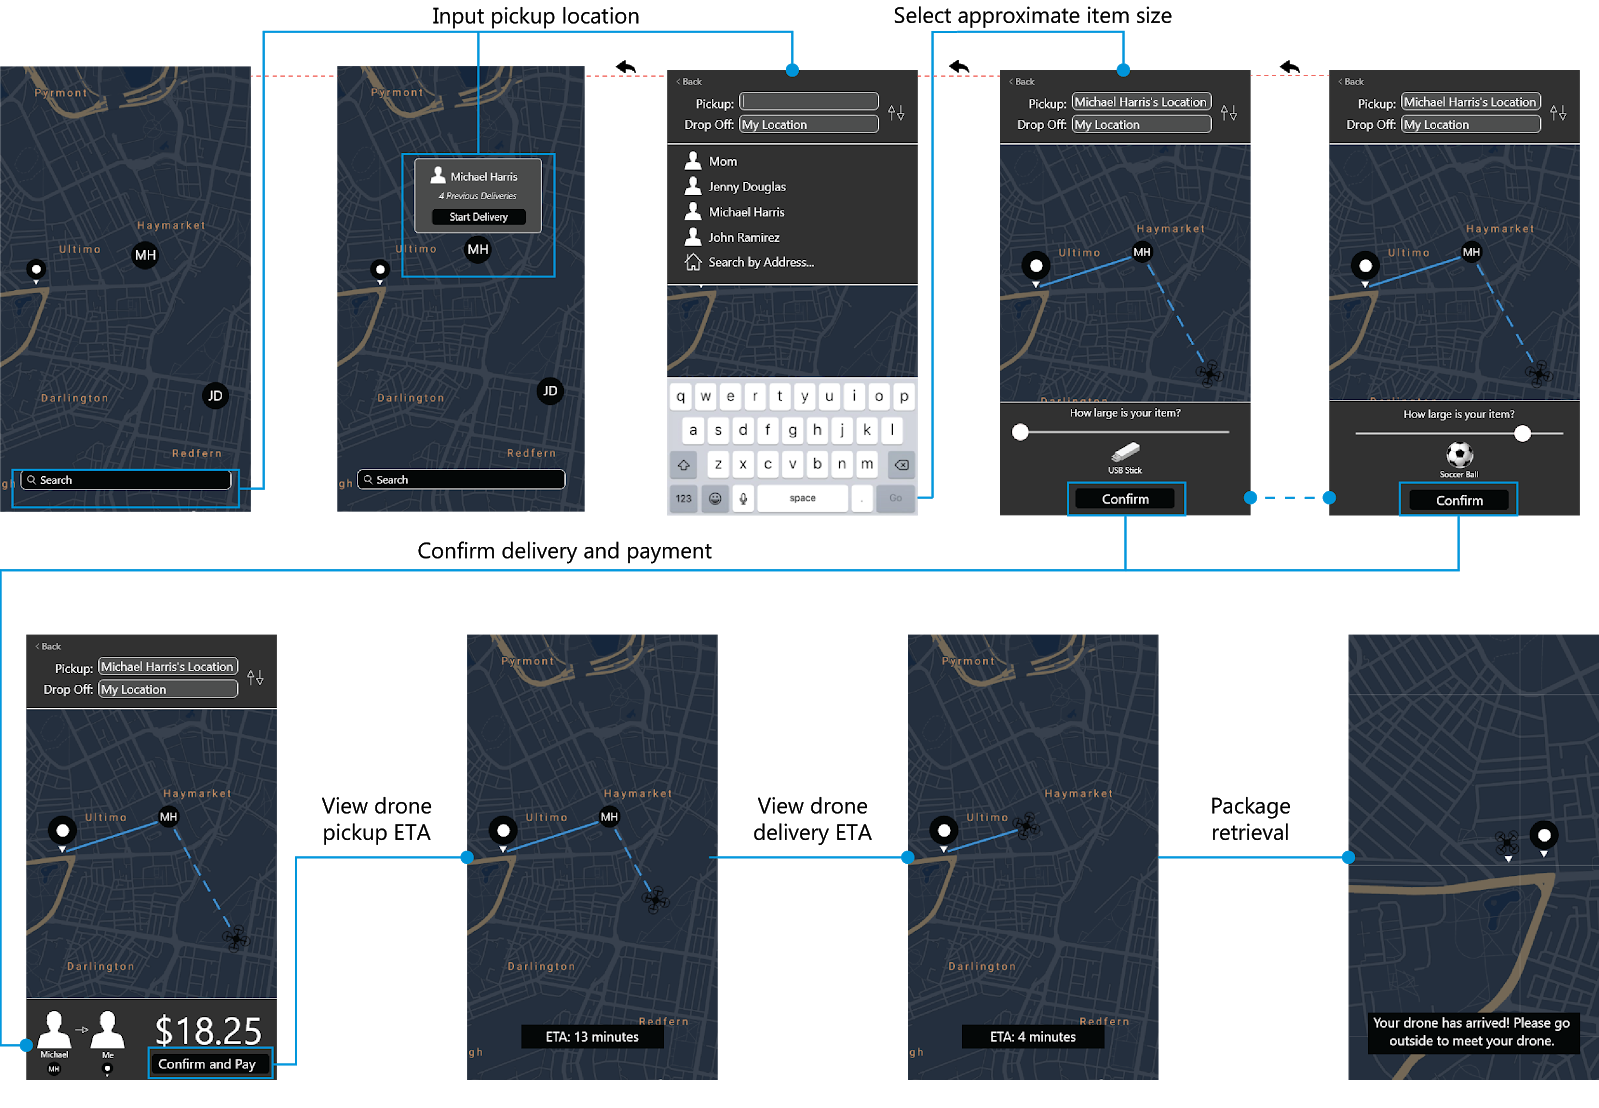 Input pickup location
Select approximate item size
Pyrmont
Haymarket
Ultimo
MH
JD
Darlington
Redfern
gh
Search
Pyrmont
Michael Harris
4 Previous Deliveries
Start Delivery
Ultimo
MH
JD
Darlington
Redfern
gh
Search
Back
Pickup:
Drop Off: My Location
Mom
Jenny Douglas
Michael Harris
John Ramirez
Search by Address...
q w e r t y u i o p
a s d f g h j k l
z x c v b n m
123 space . Go
Back
Pickup: Michael Harris's Location
Drop Off: My Location
Haymarket
Ultimo
MH
Darlington
How large is your item?
USB Stick
Confirm
Back
Pickup: Michael Harris's Location
Drop Off: My Location
Haymarket
Ultimo
MH
How large is your item?
Soccer Ball
Confirm
Confirm delivery and payment
Back
Pickup: Michael Harris's Location
Drop Off: My Location
Haymarket
Ultimo
MH
Darlington
$18.25
Michael
Me
MH
Confirm and Pay
View drone
pickup ETA
Pyrmont
Haymarket
Ultimo
MH
Darlington
Redfern
ETA: 13 minutes
gh
View drone
delivery ETA
Pyrmont
Haymarket
Ultimo
Darlington
Redfern
ETA: 4 minutes
gh
Package
retrieval
Your drone has arrived! Please go
outside to meet your drone.